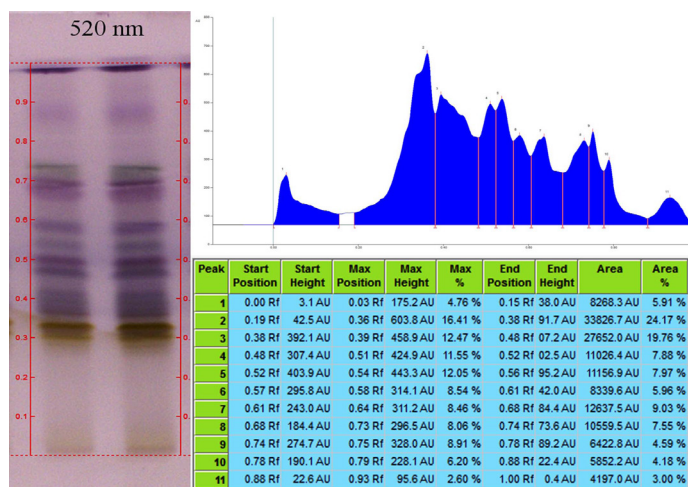 520 nm
0.9
0.8
0.7
0.6
0.5
0.4
0.3
0.2
0.1
Peak Start Position Start Height Max Position Max Height Max % End Position End Height Area Area %
1 0.00 Rf 3.1 AU 0.03 Rf 175.2 AU 4.76 % 0.15 Rf 38.0 AU 8268.3 AU 5.91 %
2 0.19 Rf 42.5 AU 0.36 Rf 603.8 AU 16.41 % 0.38 Rf 91.7 AU 33826.7 AU 24.17 %
3 0.38 Rf 392.1 AU 0.39 Rf 458.9 AU 12.47 % 0.48 Rf 07.2 AU 27652.0 AU 19.76 %
4 0.48 Rf 307.4 AU 0.51 Rf 424.9 AU 11.55 % 0.52 Rf 02.5 AU 11026.4 AU 7.88 %
5 0.52 Rf 403.9 AU 0.54 Rf 443.3 AU 12.05 % 0.56 Rf 95.2 AU 11156.9 AU 7.97 %
6 0.57 Rf 295.8 AU 0.58 Rf 314.1 AU 8.54 % 0.61 Rf 42.0 AU 8339.6 AU 5.96 %
7 0.61 Rf 243.0 AU 0.64 Rf 311.2 AU 8.46 % 0.68 Rf 84.4 AU 12637.5 AU 9.03 %
8 0.68 Rf 184.4 AU 0.73 Rf 296.5 AU 8.06 % 0.74 Rf 73.6 AU 10559.5 AU 7.55 %
9 0.74 Rf 274.7 AU 0.75 Rf 328.0 AU 8.91 % 0.78 Rf 89.2 AU 6422.8 AU 4.59 %
10 0.78 Rf 190.1 AU 0.79 Rf 228.1 AU 6.20 % 0.88 Rf 22.4 AU 5852.2 AU 4.18 %
11 0.88 Rf 22.6 AU 0.93 Rf 95.6 AU 2.60 % 1.00 Rf 0.4 AU 4197.0 AU 3.00 %